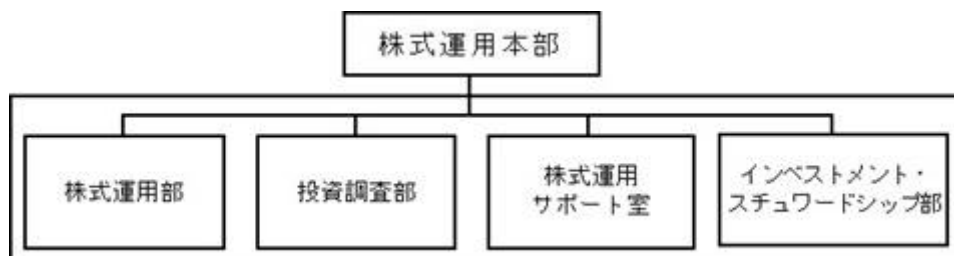 株式運用本部
株式運用部
投資調査部
株式運用
サポート室
インベストメント・
スチュワードシップ部